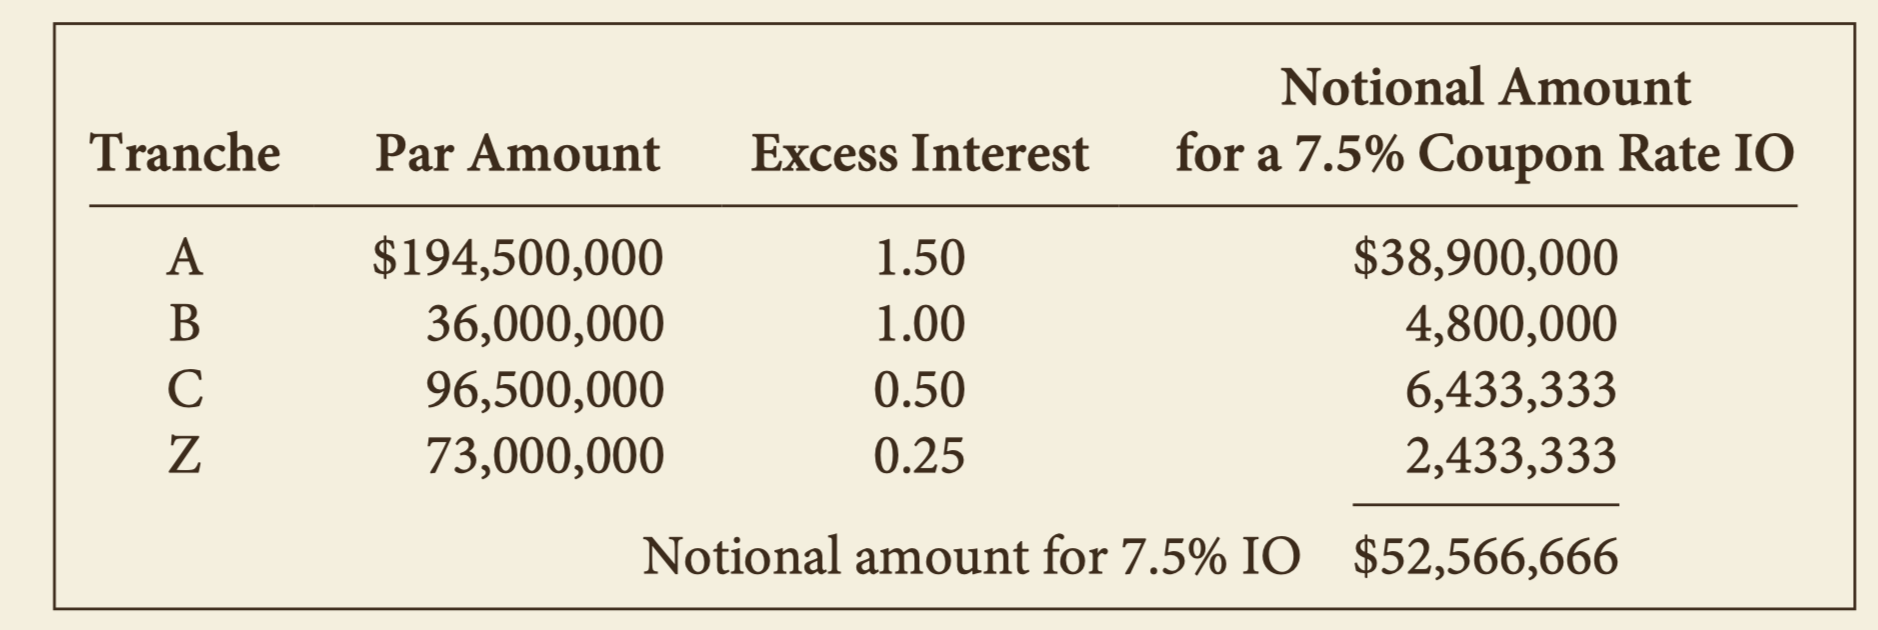 Notional Amount
Tranche Par Amount Excess Interest for a 7.5% Coupon Rate IO
A $194,500,000 1.50 $38,900,000
B 36,000,000 1.00 4,800,000
C 96,500,000 0.50 6,433,333
Z 73,000,000 0.25 2,433,333
Notional amount for 7.5% IO $52,566,666